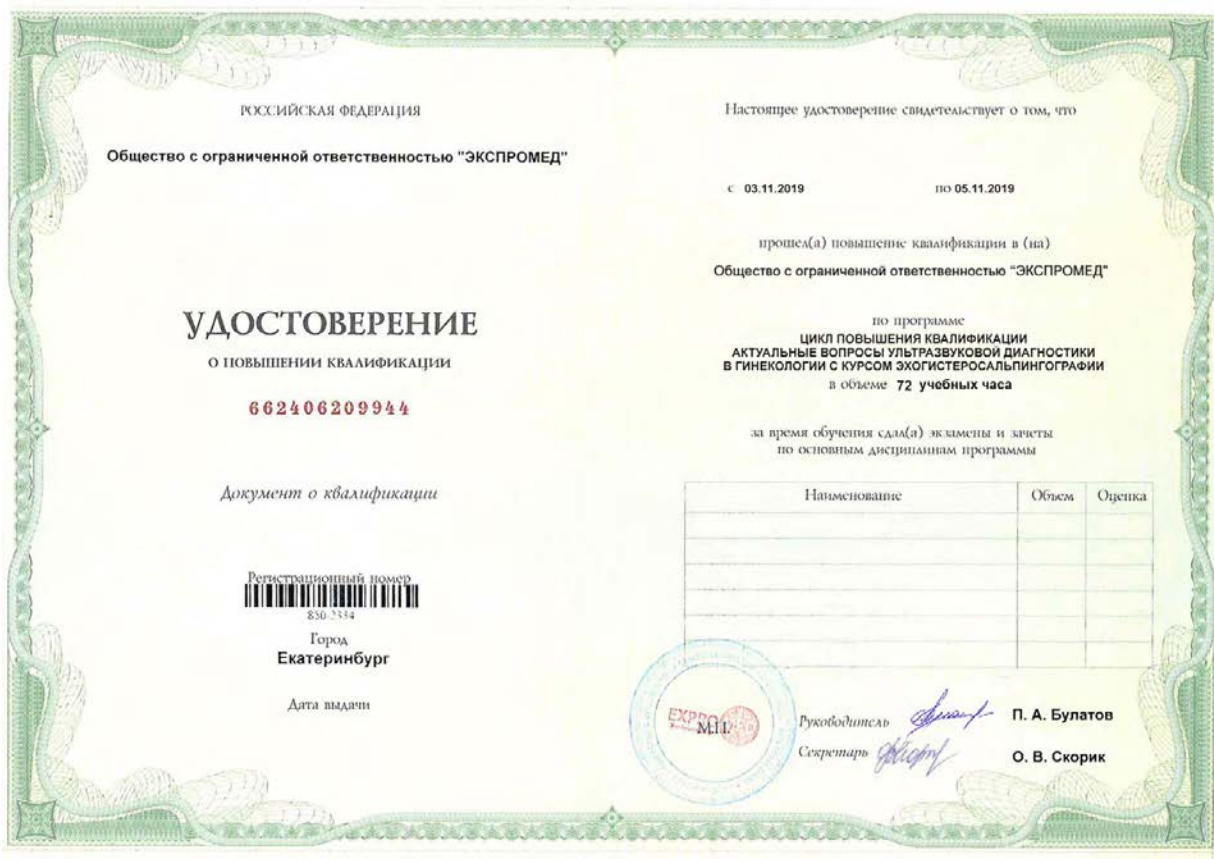 РОССИЙСКАЯ ФЕДЕРАЦИЯ
Общество с ограниченной ответственностью "ЭКСПРОМЕД"
УДОСТОВЕРЕНИЕ
О ПОВЫШЕНИИ КВАЛИФИКАЦИИ
662406209944
Документ о квалификации
Регистрационный номер
850-2334
Город
Екатеринбург
Дата выдачи
Настоящее удостоверение свидетельствует о том, что
с 03.11.2019 по 05.11.2019
прошел(а) повышение квалификации в (на)
Общество с ограниченной ответственностью "ЭКСПРОМЕД"
по программе
ЦИКЛ ПОВЫШЕНИЯ КВАЛИФИКАЦИИ
АКТУАЛЬНЫЕ ВОПРОСЫ УЛЬТРАЗВУКОВОЙ ДИАГНОСТИКИ
В ГИНЕКОЛОГИИ С КУРСОМ ЭХОГИСТЕРОСАЛЬПИНГОГРАФИИ
в объеме 72 учебных часа
за время обучения сдал(а) экзамены и зачеты
по основным дисциплинам программы
Наименование Объем Оценка
М.П.
Руководитель П. А. Булатов
Секретарь О. В. Скорик